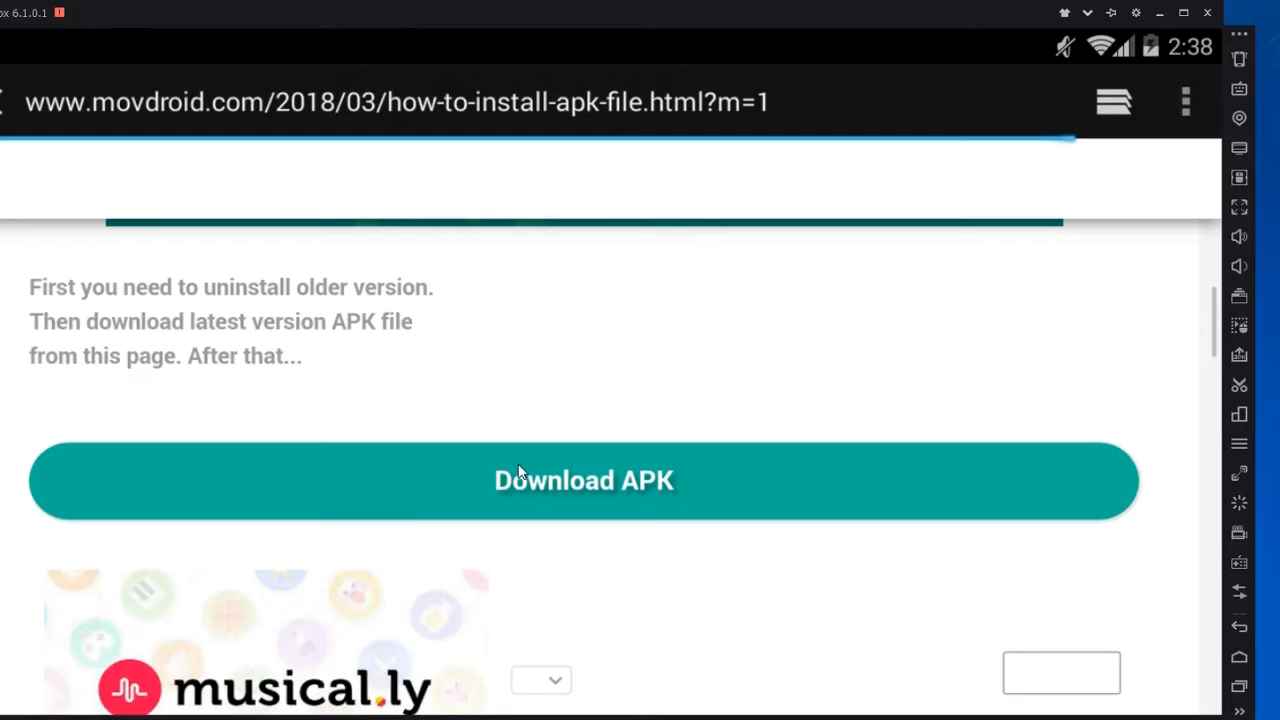 ox 6.1.0.1
2:38
www.movdroid.com/2018/03/how-to-install-apk-file.html?m=1
First you need to uninstall older version.
Then download latest version APK file
from this page. After that...
Download APK
musical.ly